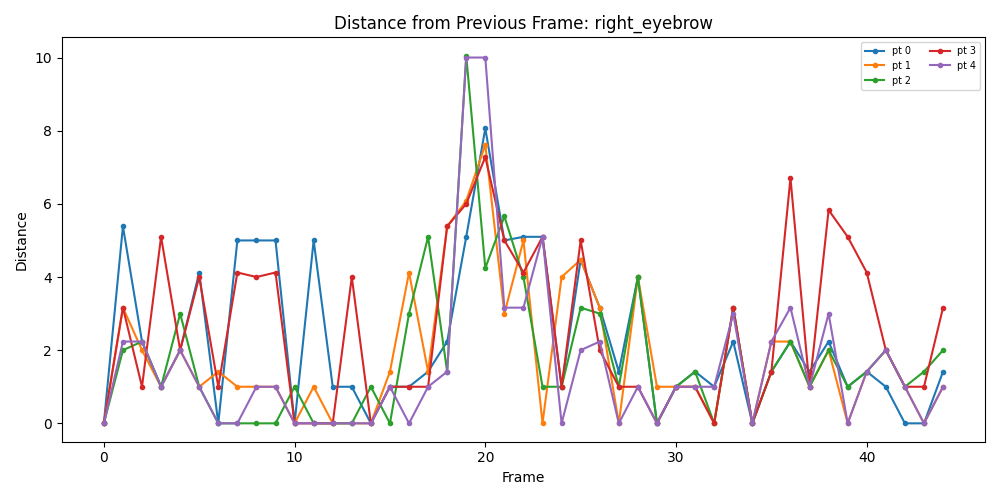 Distance from Previous Frame: right_eyebrow
pt 0
pt 1
pt 2
pt 3
pt 4
Distance
10
8
6
4
2
0
0
10
20
30
40
Frame